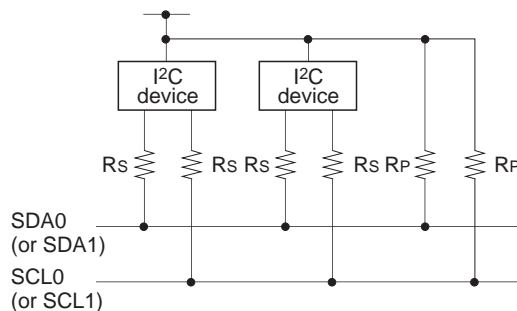 I²C device
I²C device
Rs Rs Rs Rs RP RP
SDA0
(or SDA1)
SCL0
(or SCL1)